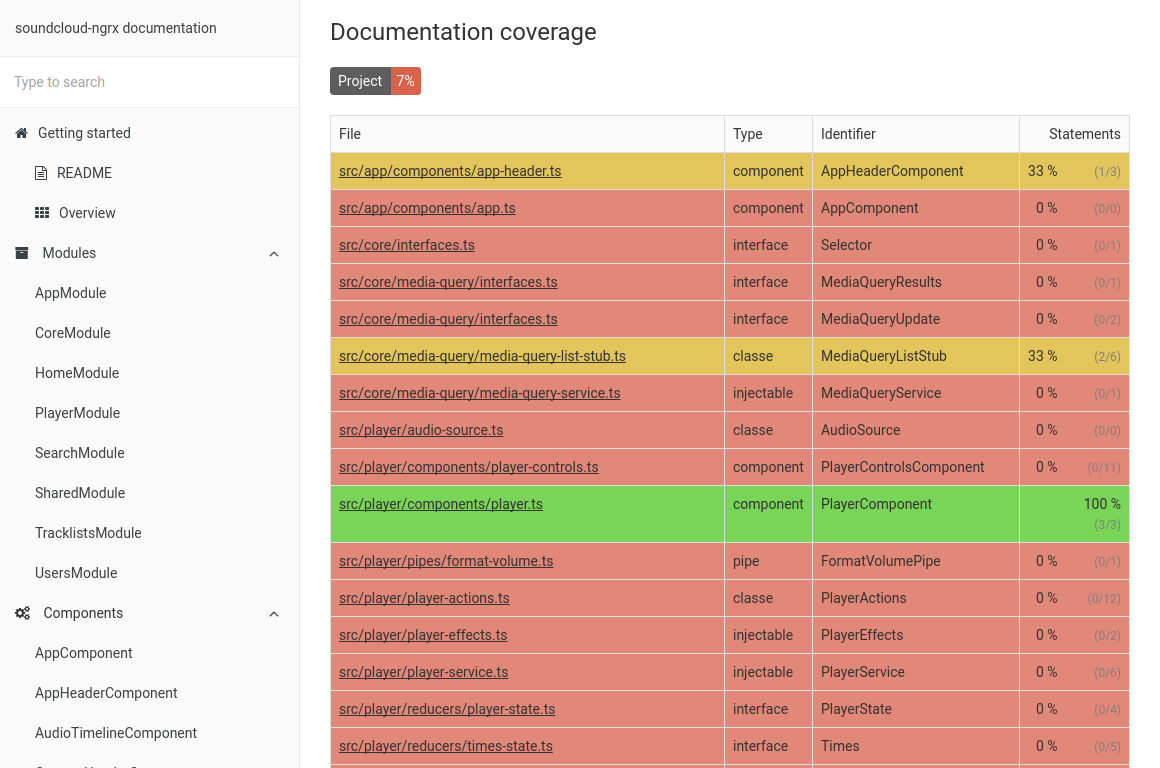 soundcloud-ngrx documentation
Type to search
Getting started
README
Overview
Modules
AppModule
CoreModule
HomeModule
PlayerModule
SearchModule
SharedModule
TracklistsModule
UsersModule
Components
AppComponent
AppHeaderComponent
AudioTimelineComponent
Documentation coverage
Project 7%
File Type Identifier Statements
src/app/components/app-header.ts component AppHeaderComponent 33 % (1/3)
src/app/components/app.ts component AppComponent 0 % (0/0)
src/core/interfaces.ts interface Selector 0 % (0/1)
src/core/media-query/interfaces.ts interface MediaQueryResults 0 % (0/1)
src/core/media-query/interfaces.ts interface MediaQueryUpdate 0 % (0/2)
src/core/media-query/media-query-list-stub.ts classe MediaQueryListStub 33 % (2/6)
src/core/media-query/media-query-service.ts injectable MediaQueryService 0 % (0/1)
src/player/audio-source.ts classe AudioSource 0 % (0/0)
src/player/components/player-controls.ts component PlayerControlsComponent 0 % (0/11)
src/player/components/player.ts component PlayerComponent 100 %
(3/3)
src/player/pipes/format-volume.ts pipe FormatVolumePipe 0 % (0/1)
src/player/player-actions.ts classe PlayerActions 0 % (0/12)
src/player/player-effects.ts injectable PlayerEffects 0 % (0/2)
src/player/player-service.ts injectable PlayerService 0 % (0/6)
src/player/reducers/player-state.ts interface PlayerState 0 % (0/4)
src/player/reducers/times-state.ts interface Times 0 % (0/5)